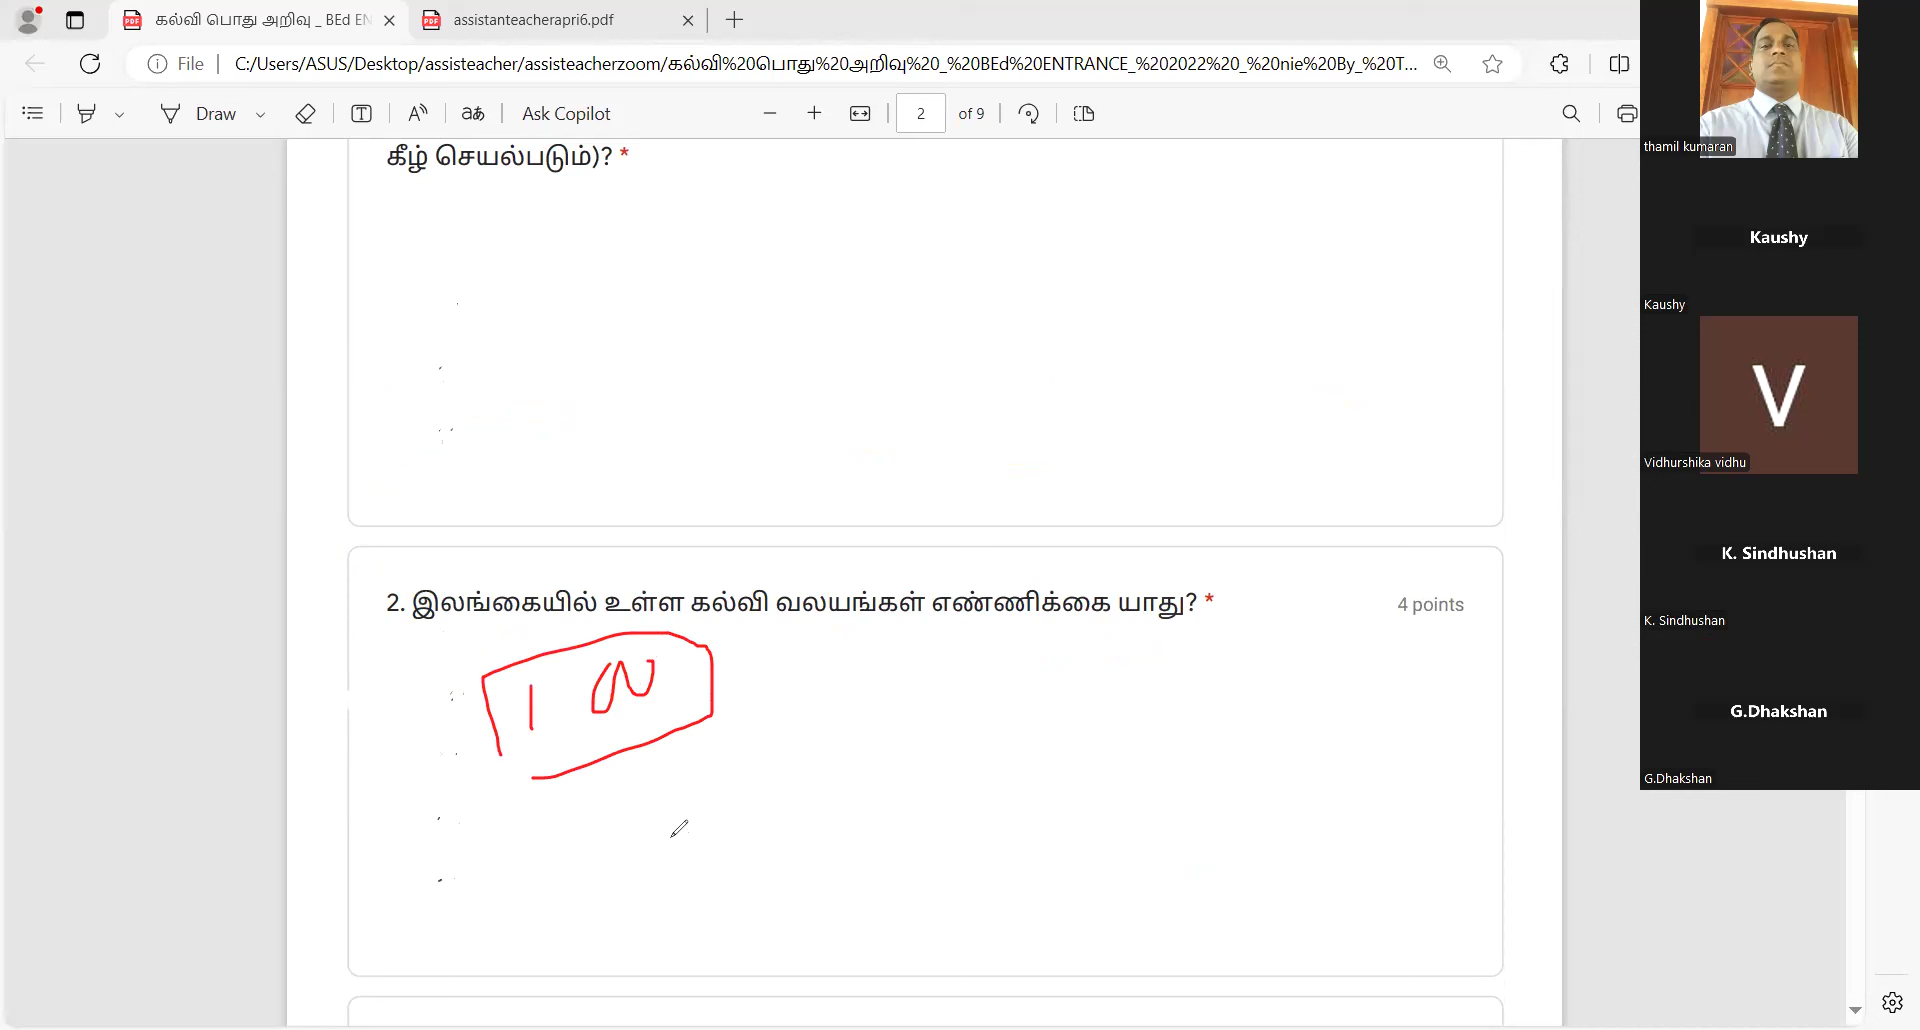 கல்வி பொது அறிவு _ BEd EN
assistanteacherapri6.pdf
File
C:/Users/ASUS/Desktop/assisteacher/assisteacherzoom/கல்வி%20பொது%20அறிவு%20_%20BEd%20ENTRANCE_%202022%20_%20nie%20By_%20T...
Draw
Ask Copilot
2 of 9
கீழ் செயல்படும்)? *
2. இலங்கையில் உள்ள கல்வி வலயங்கள் எண்ணிக்கை யாது? *
4 points
thamil kumaran
Kaushy
Kaushy
V
Vidhurshika vidhu
K. Sindhushan
K. Sindhushan
G.Dhakshan
G.Dhakshan